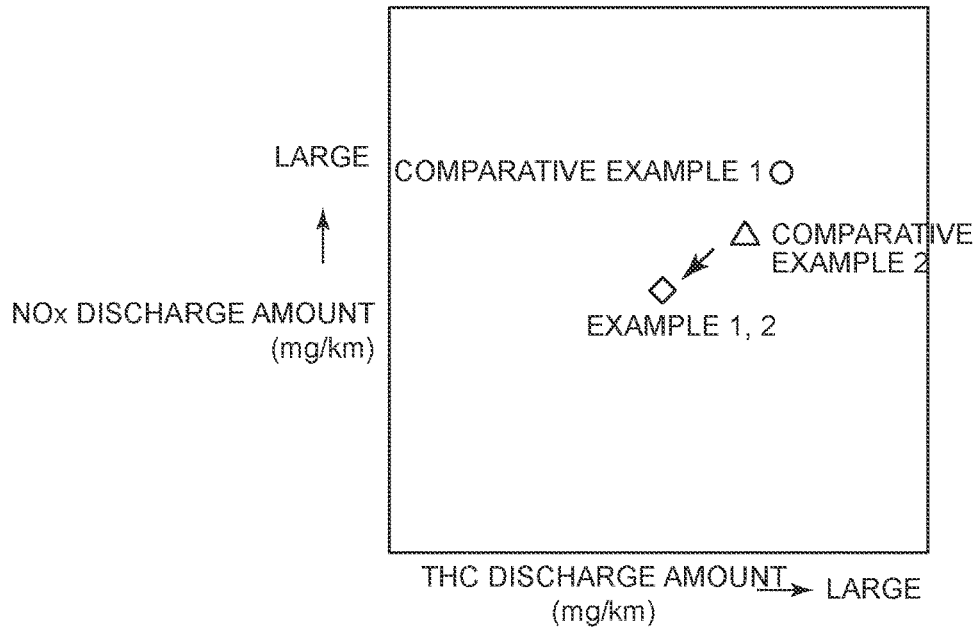 LARGE
COMPARATIVE EXAMPLE 1
COMPARATIVE
EXAMPLE 2
NOx DISCHARGE AMOUNT
(mg/km)
EXAMPLE 1, 2
THC DISCHARGE AMOUNT
(mg/km)
LARGE